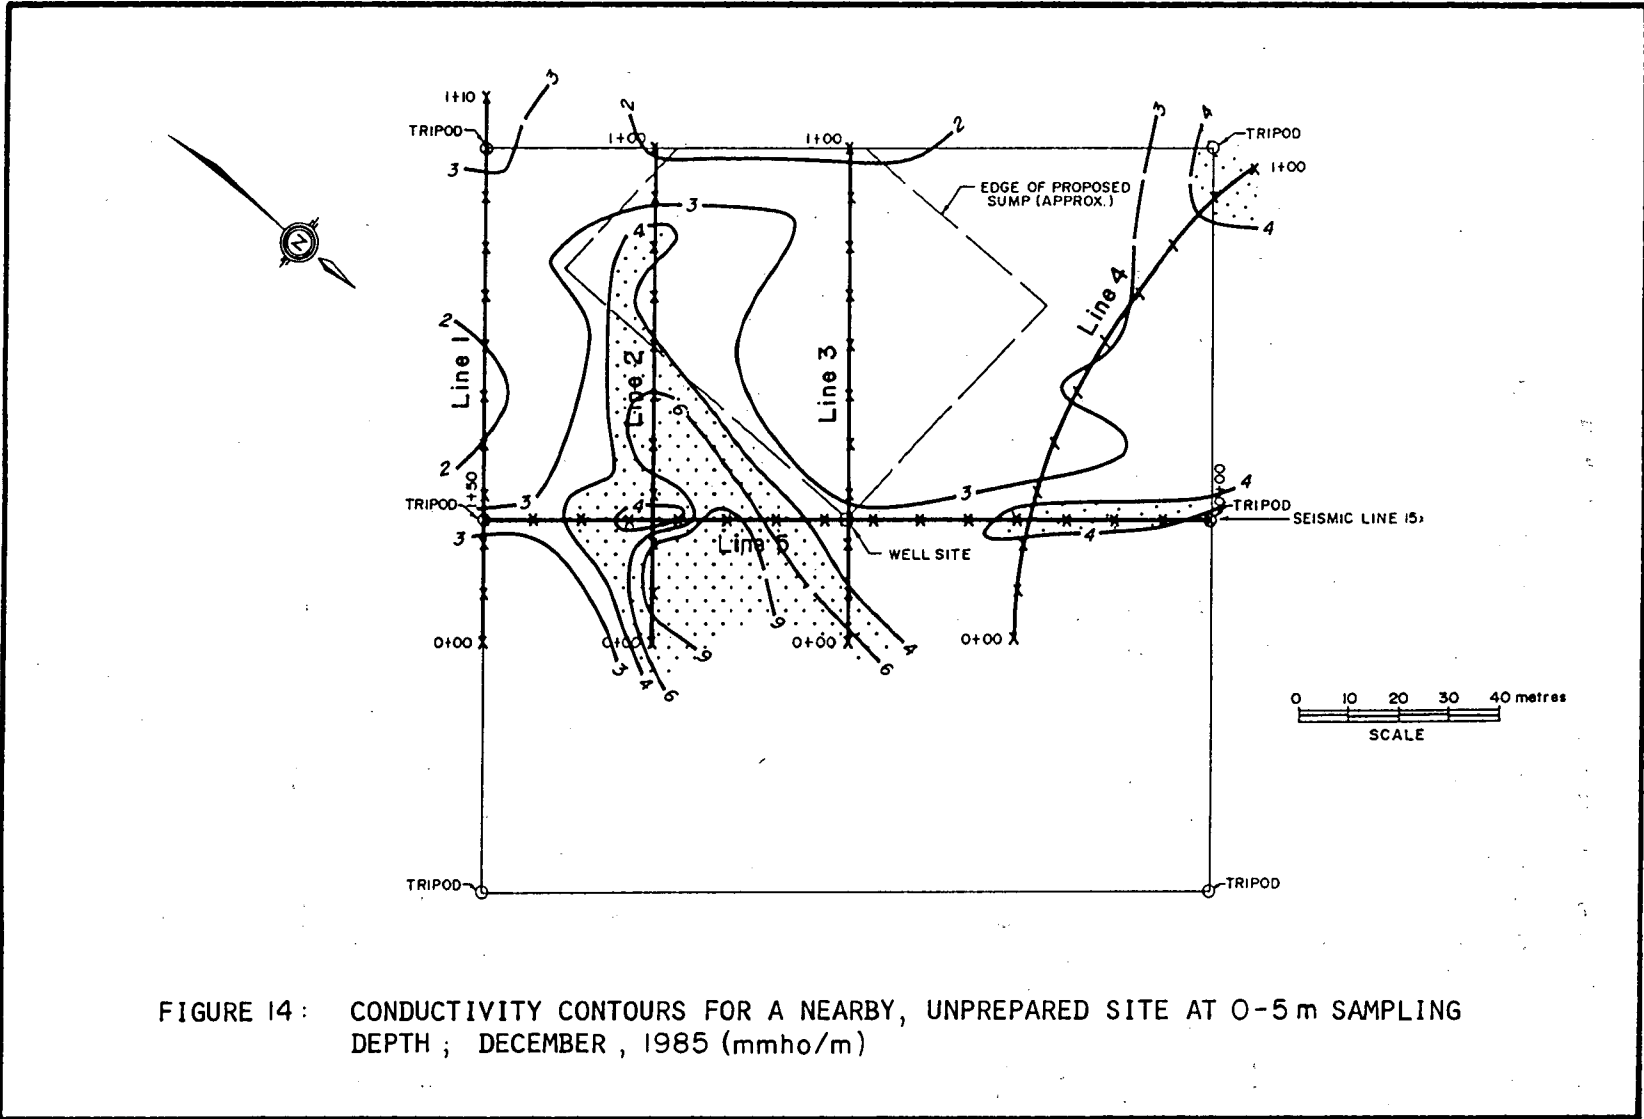 3
1+10
TRIPOD
2
1+00
1+00
2
3
4
TRIPOD
1+00
3
EDGE OF PROPOSED
SUMP (APPROX.)
3
4
4
N
Line 4
2
Line 1
Line 2
Line 3
6
2
3
3
4
TRIPOD
1+50
4
0+00
TRIPOD
SEISMIC LINE 15
3
Line 5
4
WELL SITE
9
0+00
0+00
0+00
0+00
3
4
6
9
4
6
0 10 20 30 40 metres
SCALE
TRIPOD
TRIPOD
FIGURE 14: CONDUCTIVITY CONTOURS FOR A NEARBY, UNPREPARED SITE AT 0-5 m SAMPLING
DEPTH; DECEMBER, 1985 (mmho/m)